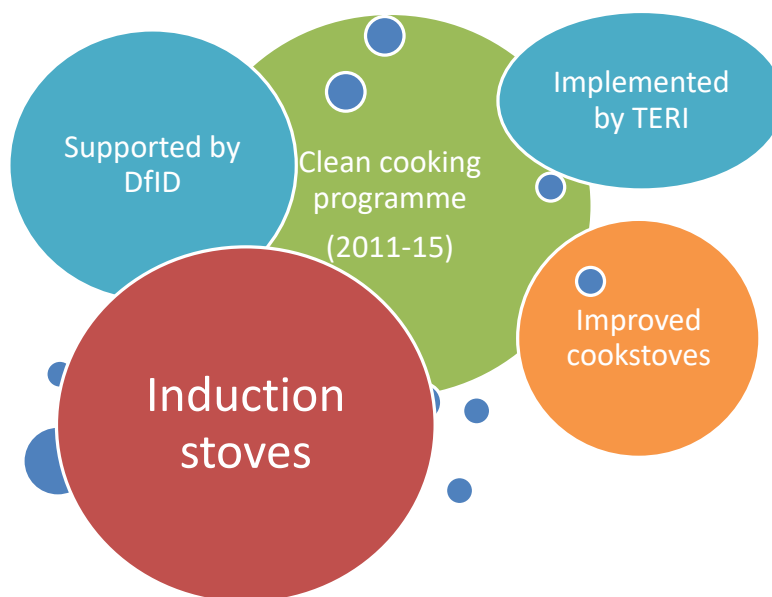 Supported by
DfID
Clean cooking
programme
(2011-15)
Implemented
by TERI
Improved
cookstoves
Induction
stoves